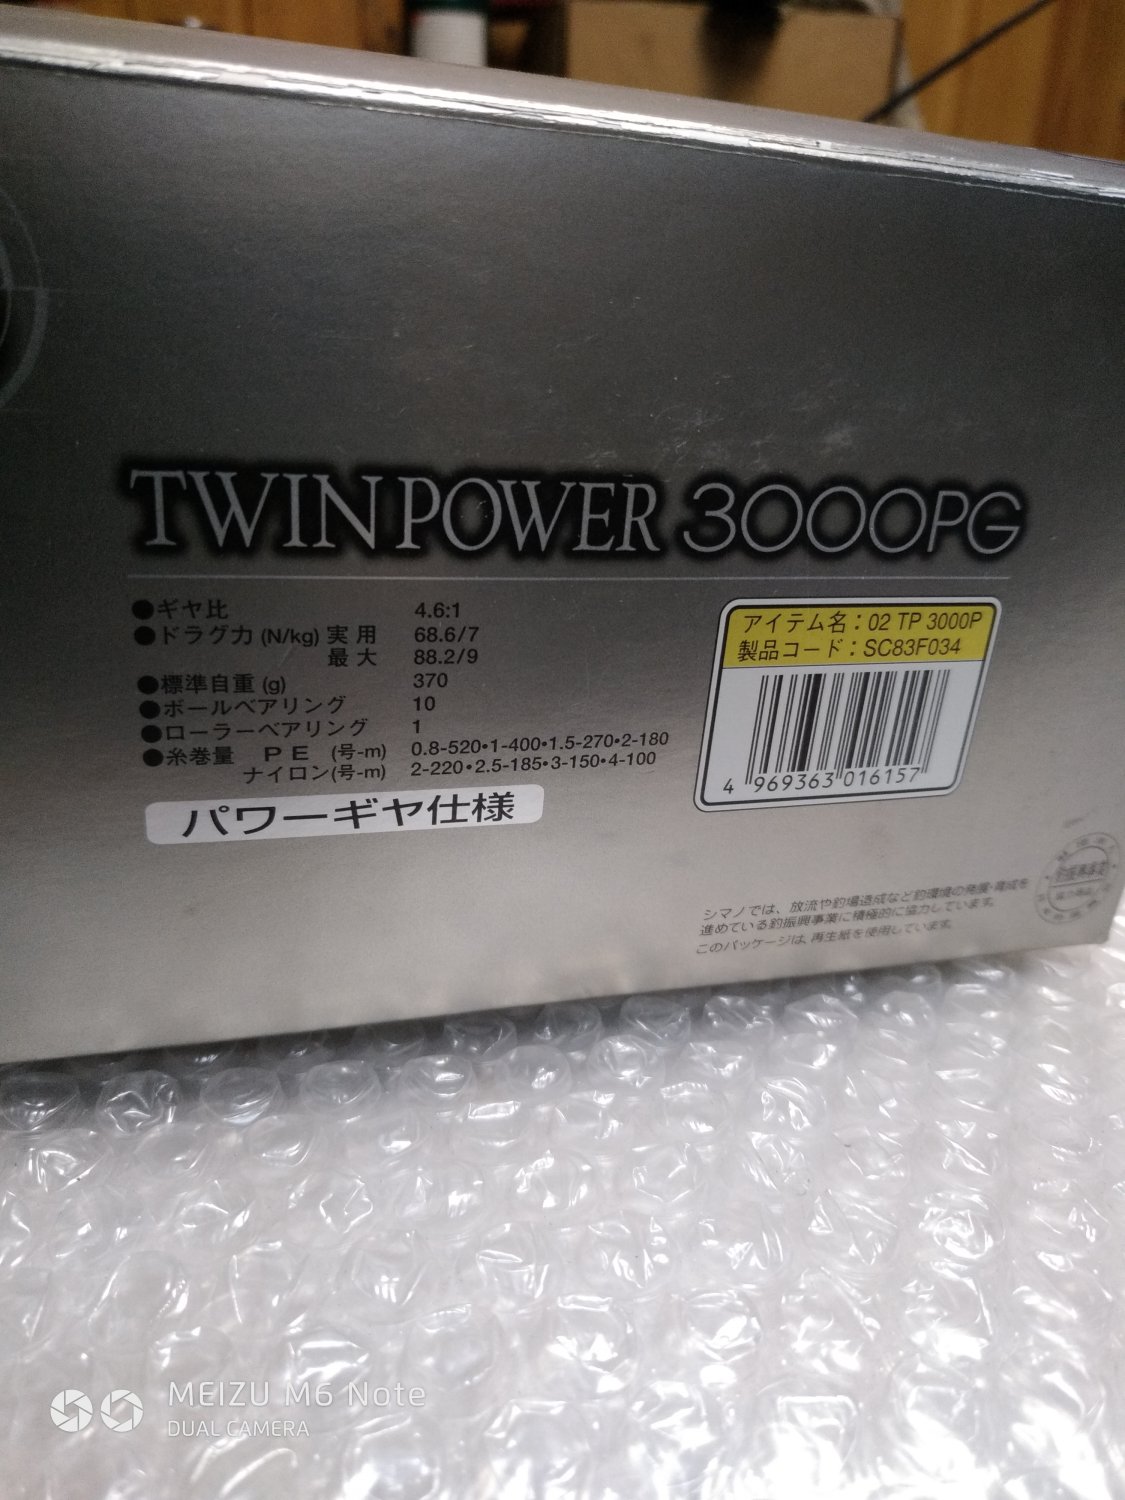 TWINPOWER 3000PG
●ギヤ比 4.6:1
●ドラグ力 (N/kg) 実用 68.6/7
最大 88.2/9
●標準自重 (g) 370
●ボールベアリング 10
●ローラーベアリング 1
●糸巻量 PE (号-m) 0.8-520•1-400•1.5-270•2-180
ナイロン(号-m) 2-220•2.5-185•3-150•4-100
パワーギヤ仕様
アイテム名：02 TP 3000P
製品コード：SC83F034
4 969363 016157
シマノでは、放流や釣場造成など釣環境の発展・育成を
進めている釣振興事業に積極的に協力しています。
このパッケージは、再生紙を使用しています。
MEIZU M6 Note
DUAL CAMERA